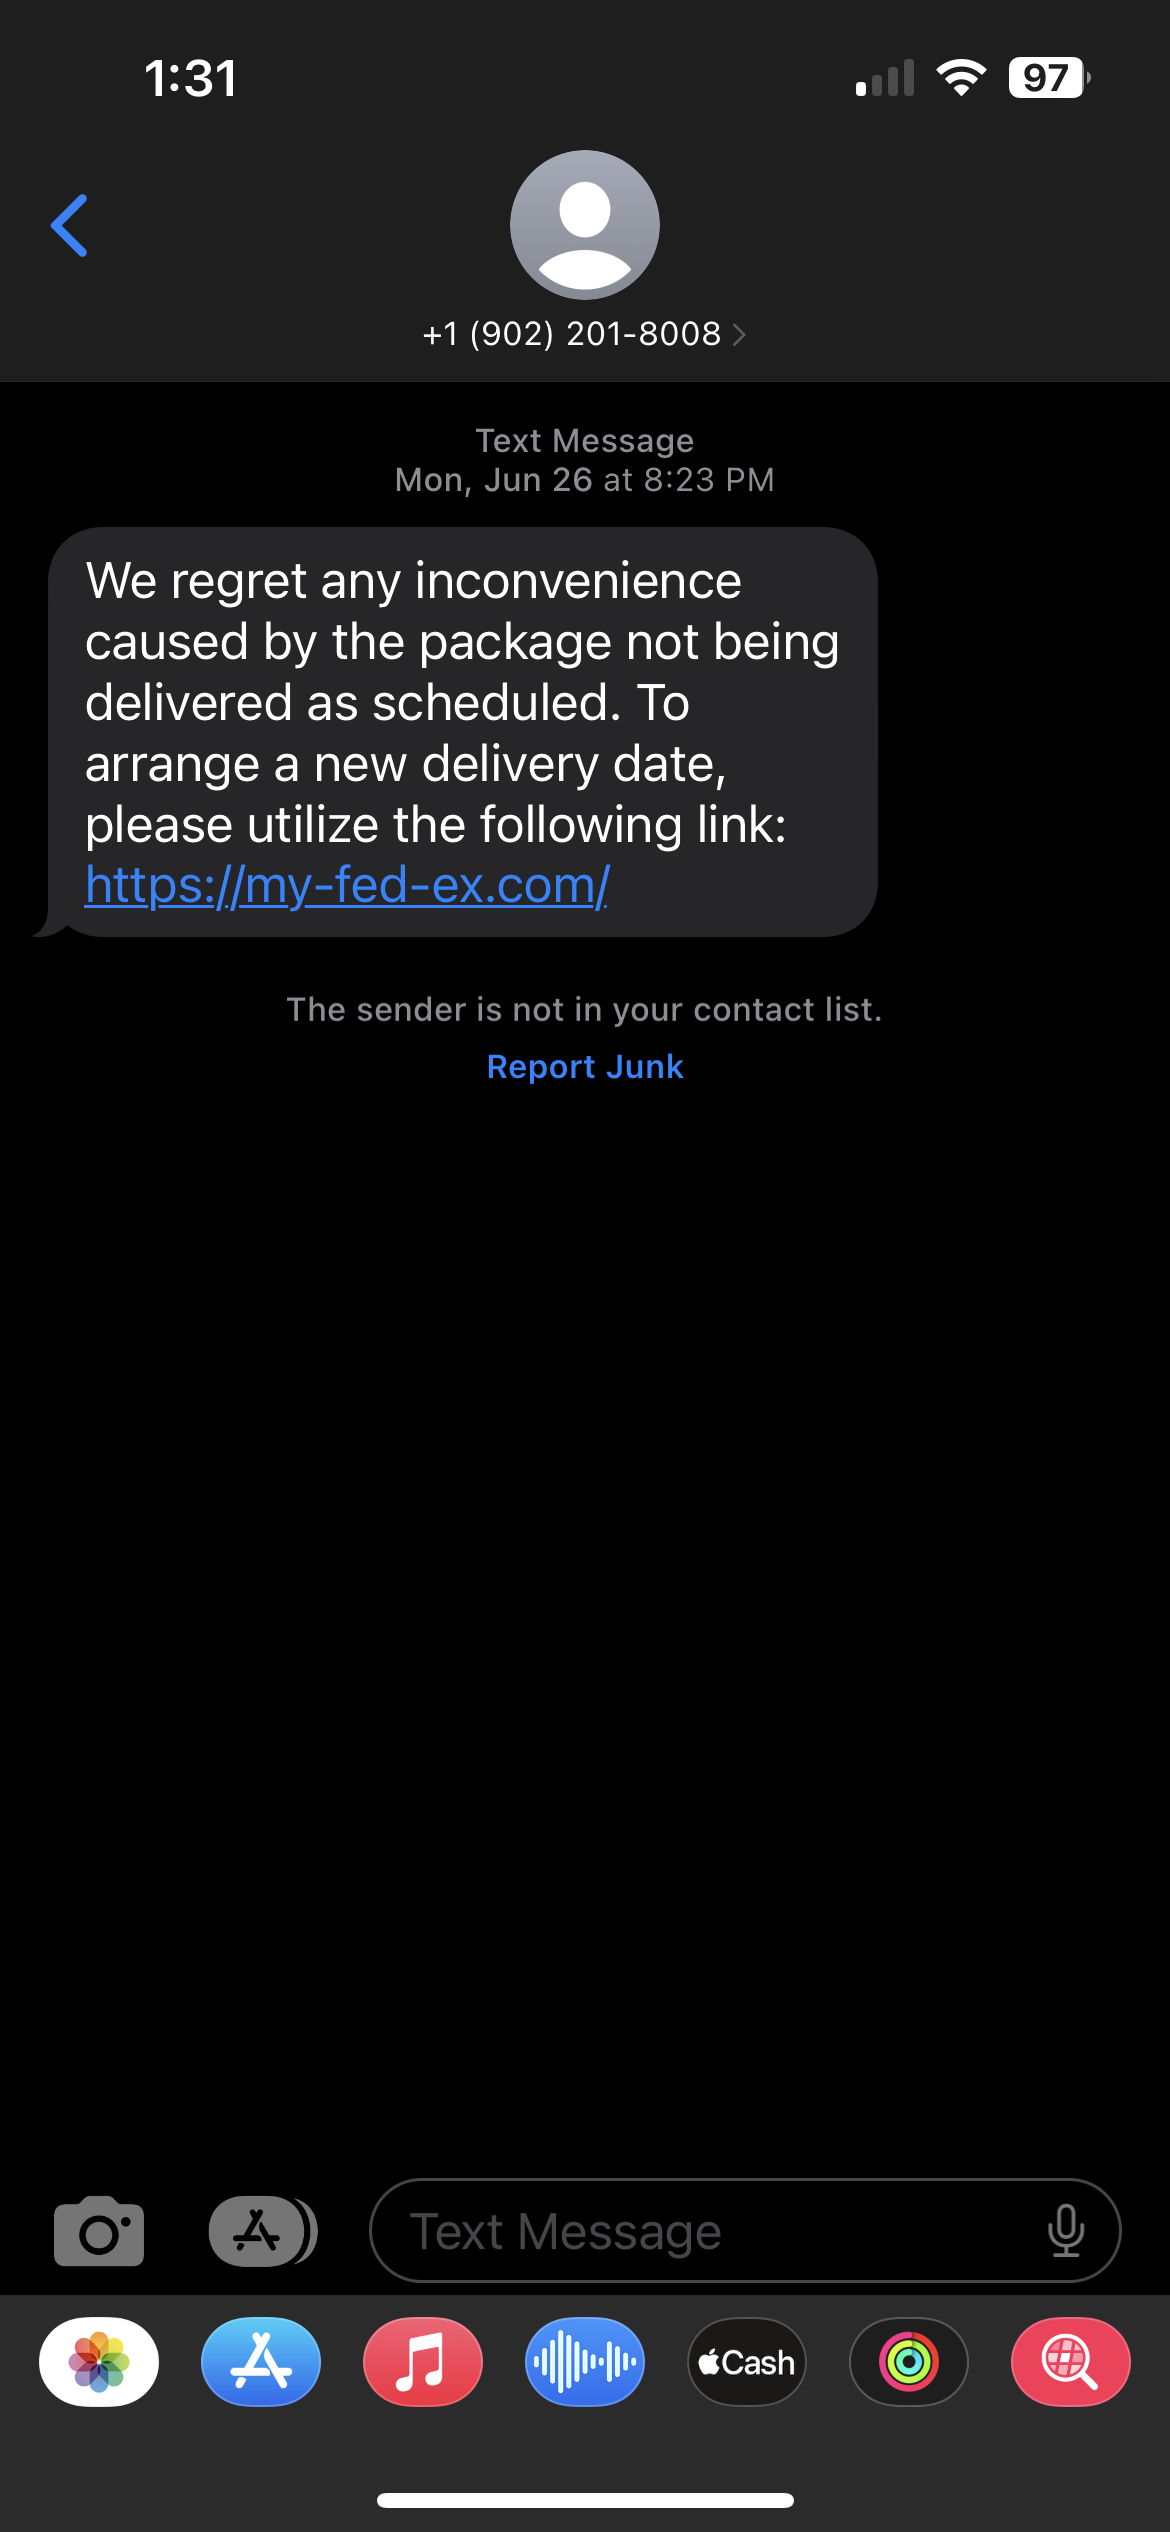 1:31
97
+1 (902) 201-8008
Text Message
Mon, Jun 26 at 8:23 PM
We regret any inconvenience
caused by the package not being
delivered as scheduled. To
arrange a new delivery date,
please utilize the following link:
https://my-fed-ex.com/
The sender is not in your contact list.
Report Junk
Text Message
Cash